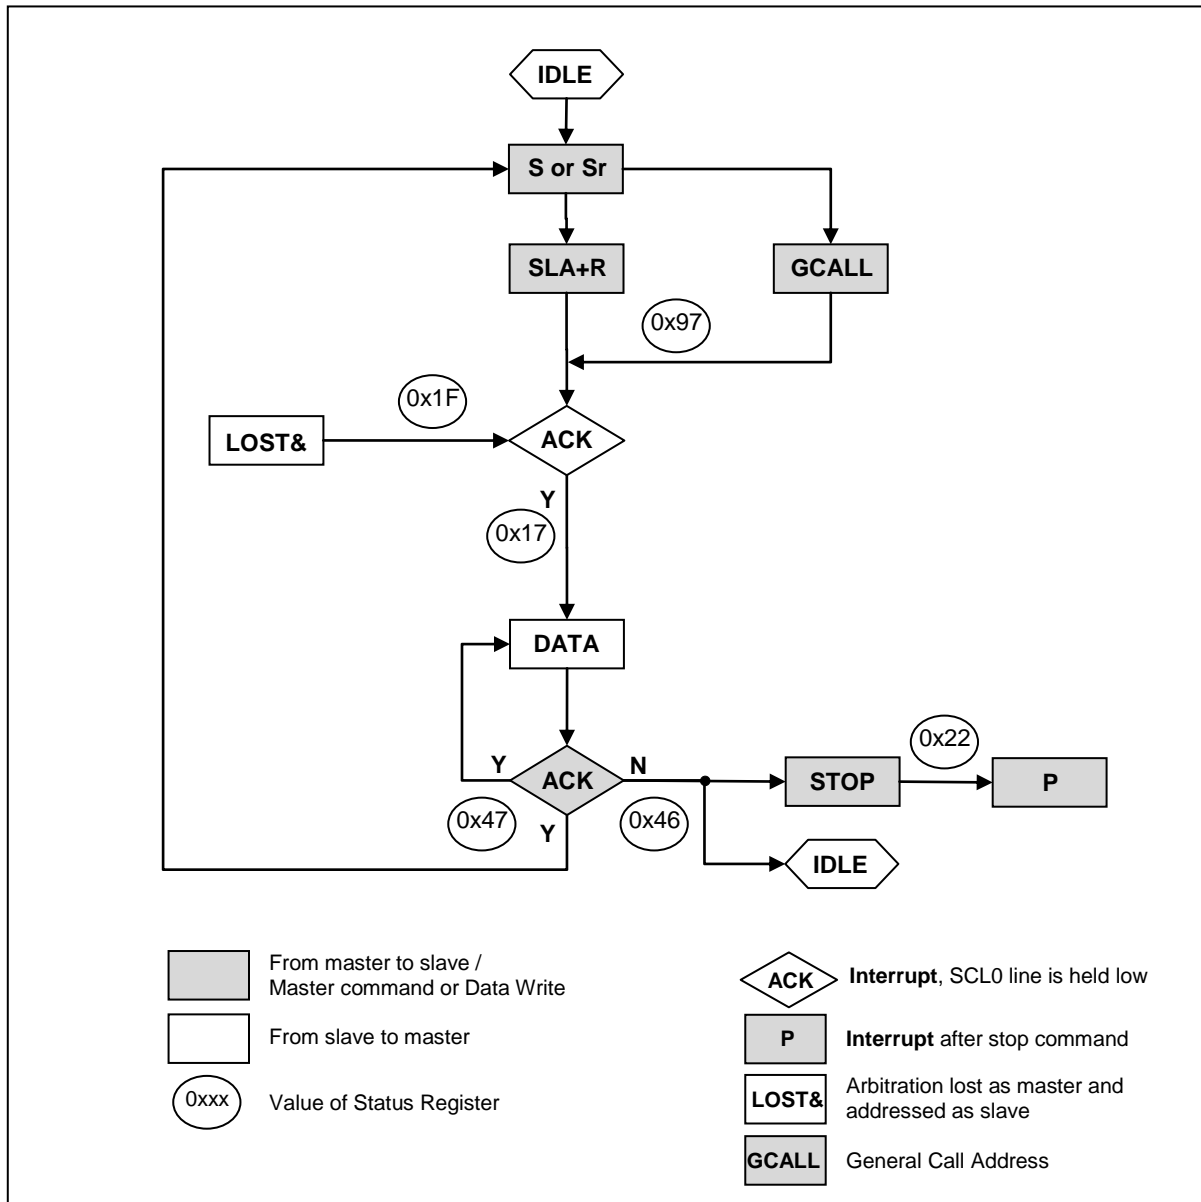 IDLE
S or Sr
SLA+R
GCALL
0x97
0x1F
LOST&
ACK
Y
0x17
DATA
0x22
Y
ACK
N
STOP
P
0x47
Y
0x46
IDLE
From master to slave /
Master command or Data Write
From slave to master
0xxx
Value of Status Register
ACK
Interrupt, SCL0 line is held low
P
Interrupt after stop command
LOST&
Arbitration lost as master and
addressed as slave
GCALL
General Call Address